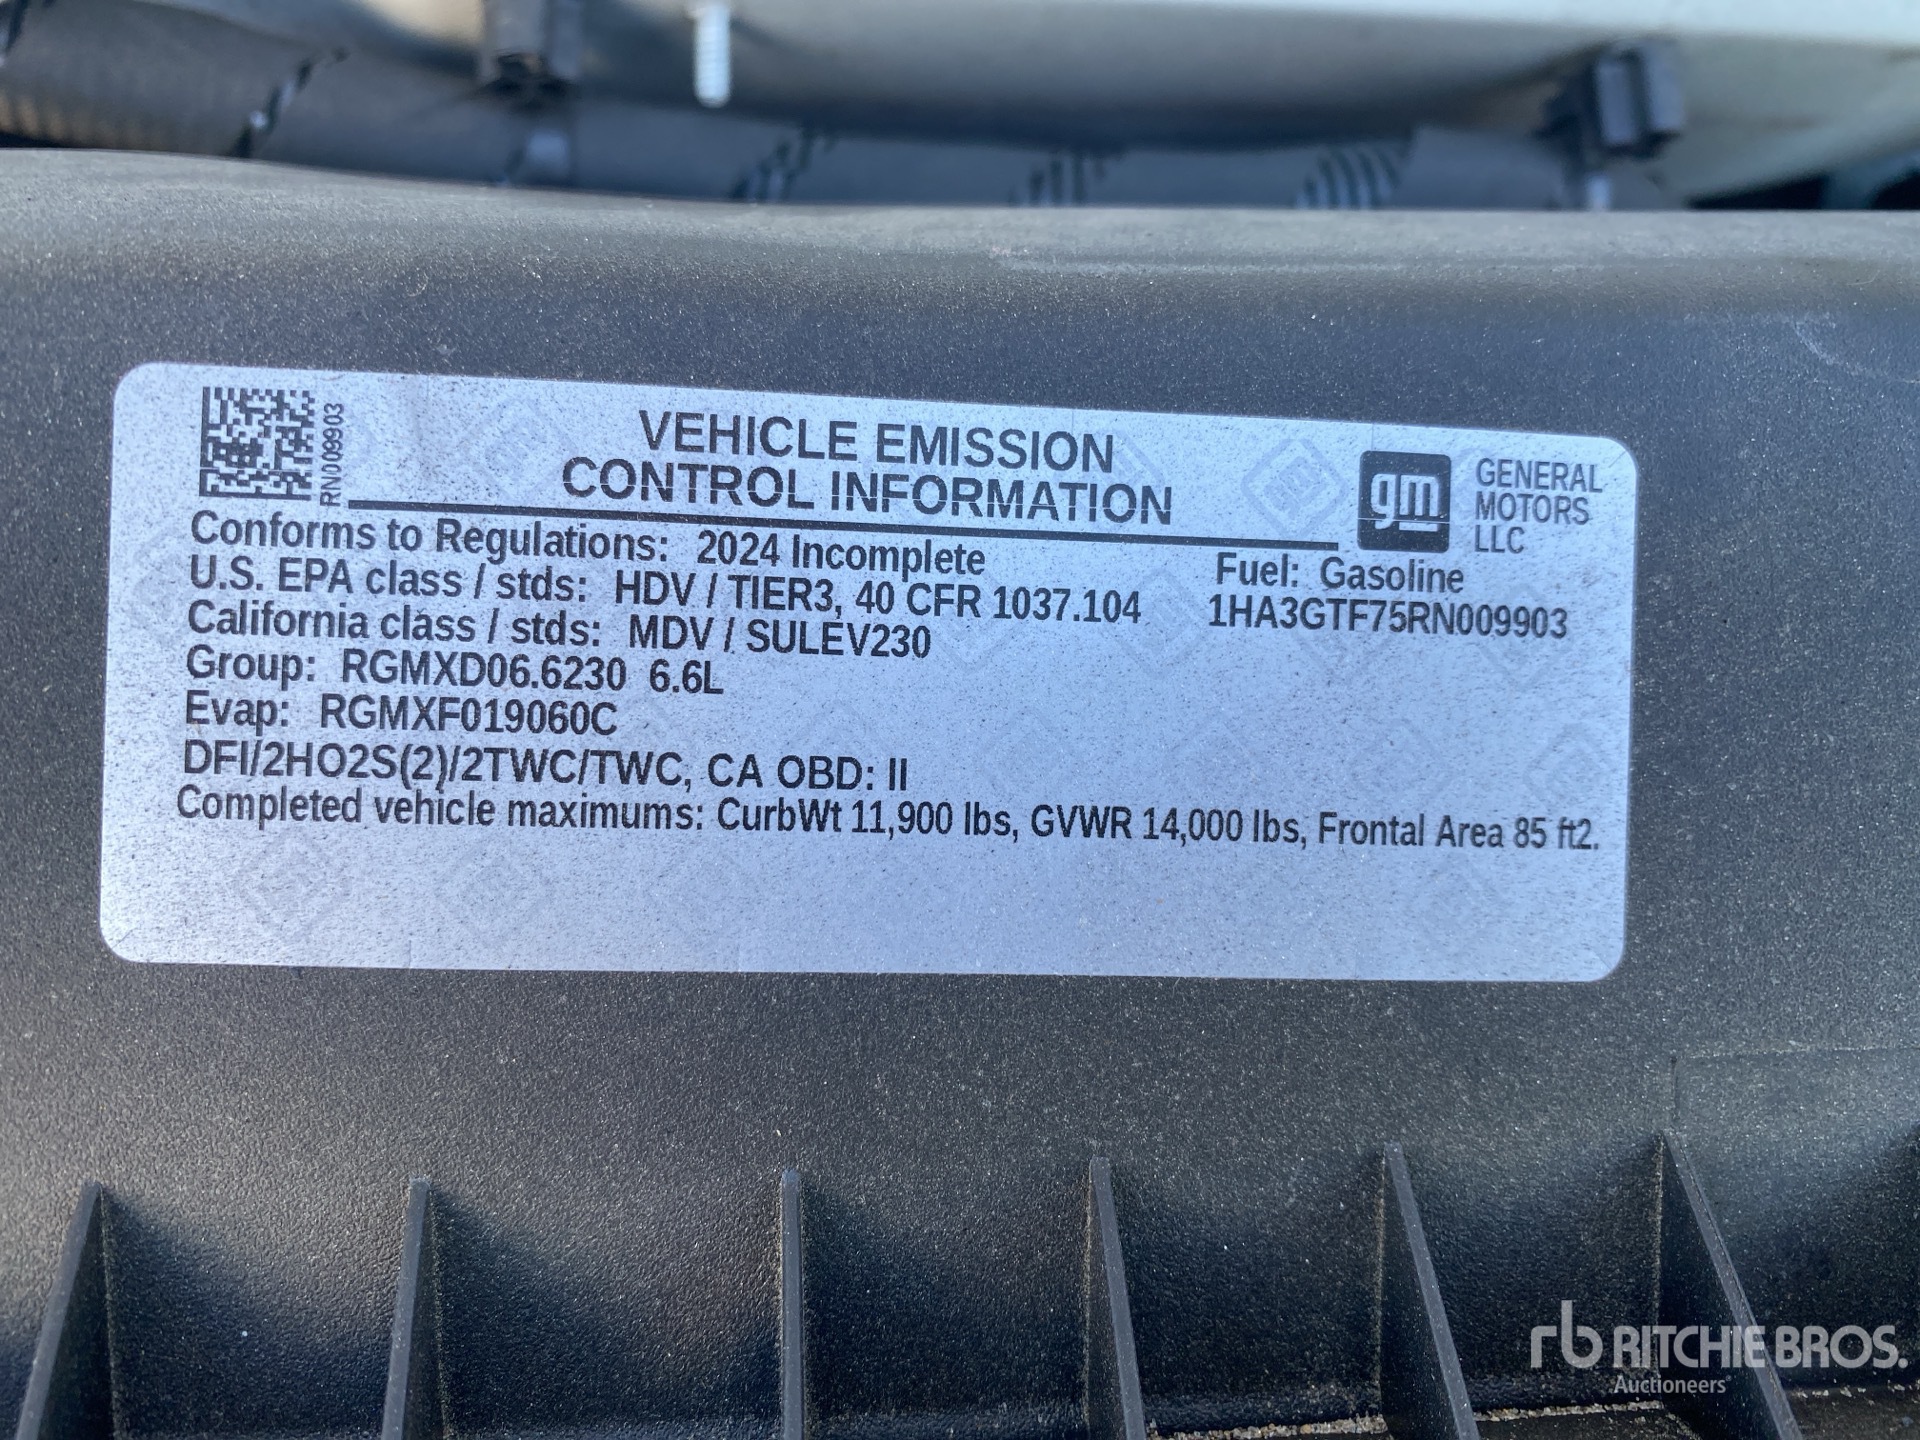 RN009903
VEHICLE EMISSION
CONTROL INFORMATION
gm
GENERAL
MOTORS
LLC
Conforms to Regulations: 2024 Incomplete
Fuel: Gasoline
U.S. EPA class / stds: HDV / TIER3, 40 CFR 1037.104
1HA3GTF75RN009903
California class / stds: MDV / SULEV230
Group: RGMXD06.6230 6.6L
Evap: RGMXF019060C
DFI/2HO2S(2)/2TWC/TWC, CA OBD: II
Completed vehicle maximums: CurbWt 11,900 lbs, GVWR 14,000 lbs, Frontal Area 85 ft2.
rb RITCHIE BROS.
Auctioneers